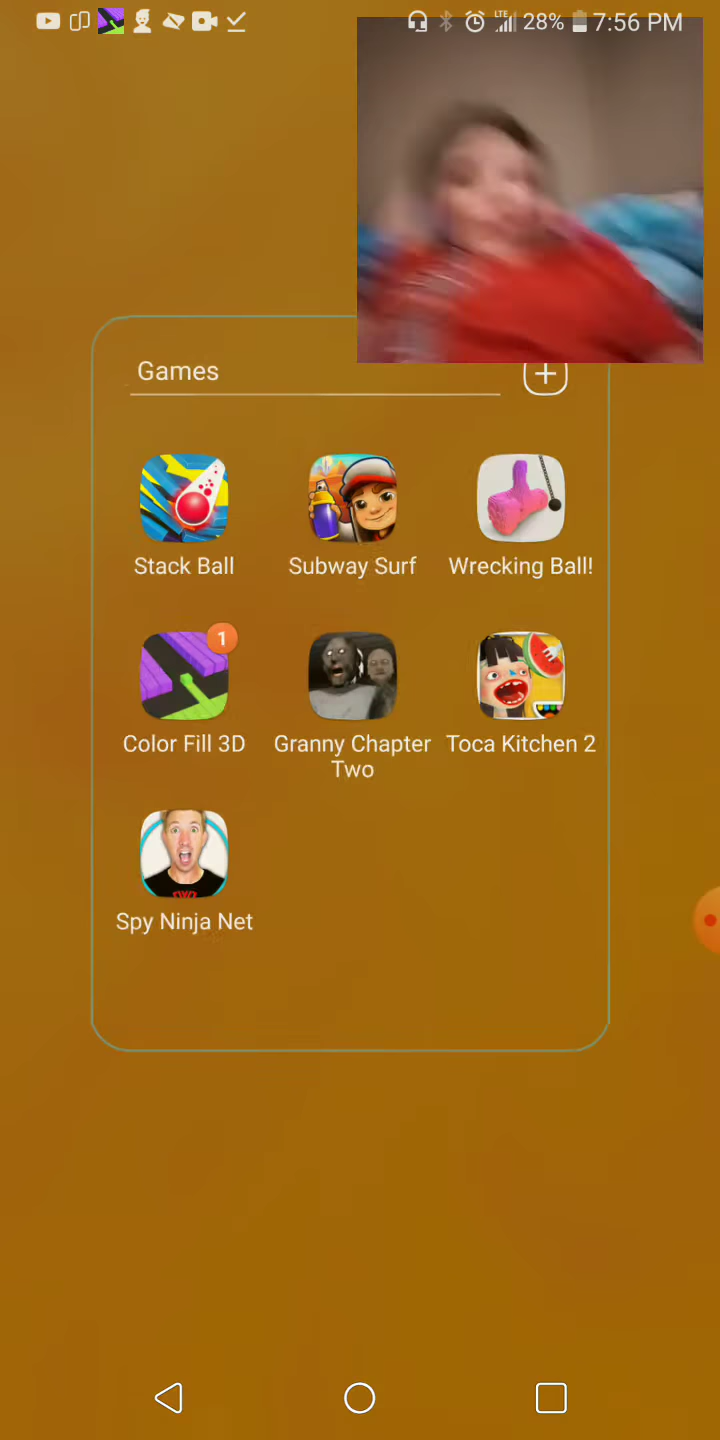 LTE 28% 7:56 PM
Games
Stack Ball
Subway Surf
Wrecking Ball!
1
Color Fill 3D
Granny Chapter
Two
Toca Kitchen 2
Spy Ninja Net